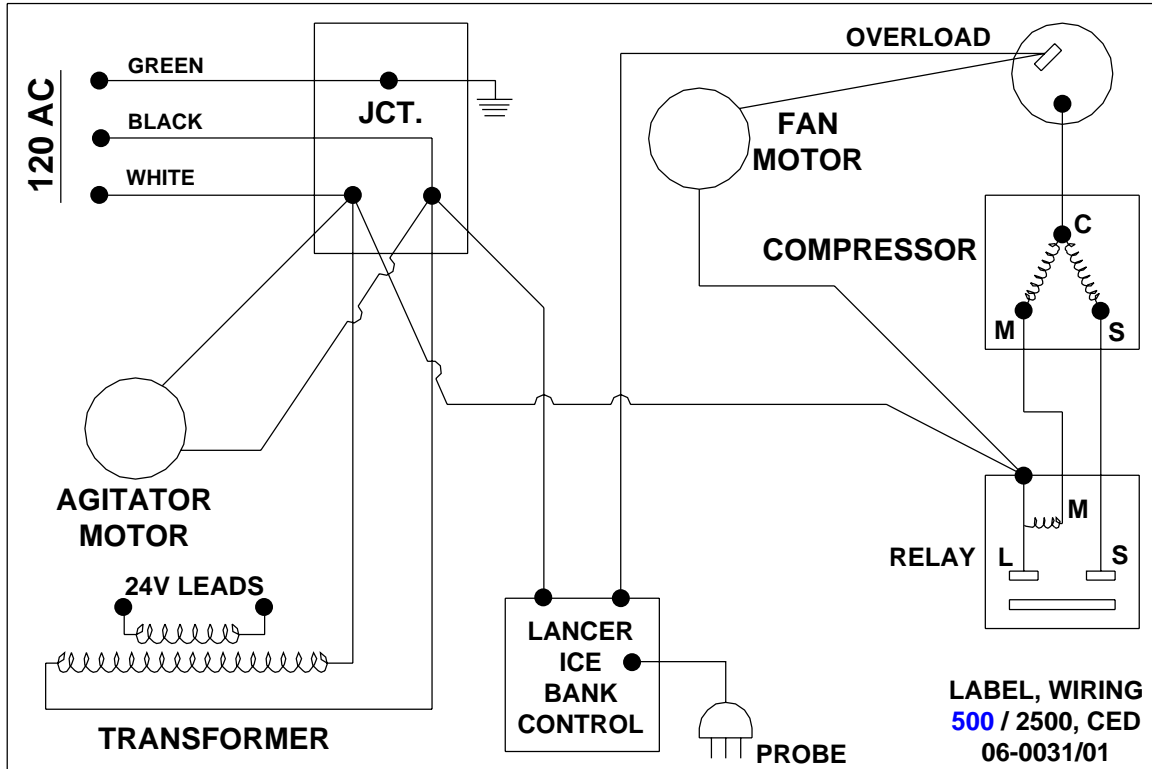 120 AC
GREEN
BLACK
WHITE
JCT.
OVERLOAD
FAN
MOTOR
COMPRESSOR
C
M
S
AGITATOR
MOTOR
24V LEADS
TRANSFORMER
LANCER
ICE
BANK
CONTROL
PROBE
RELAY
M
L
S
LABEL, WIRING
500 / 2500, CED
06-0031/01